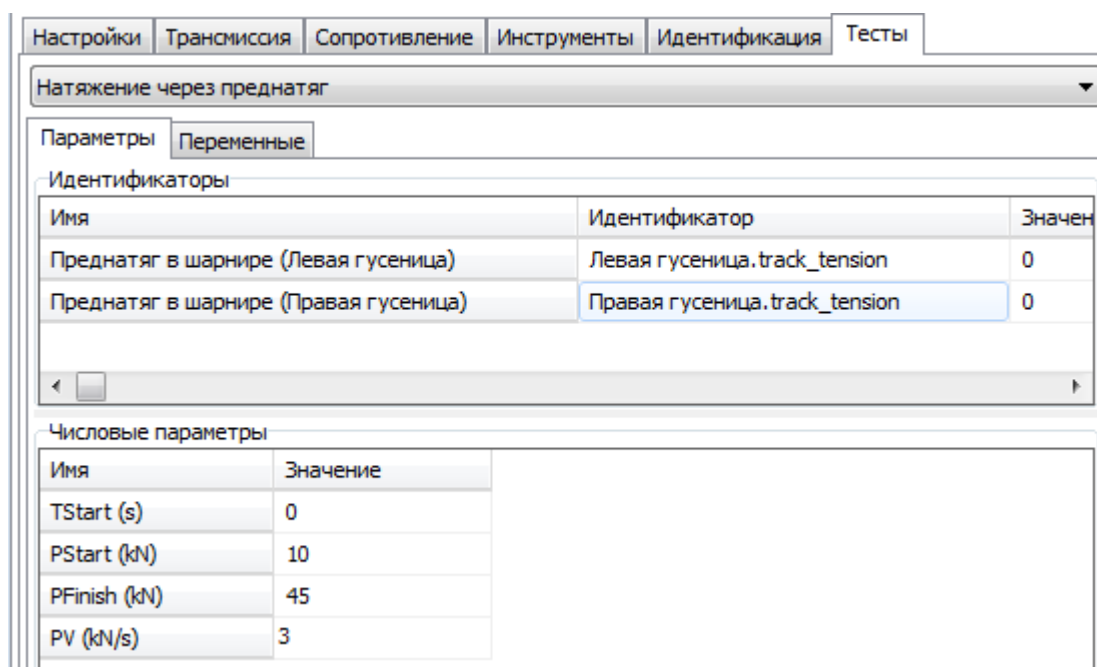 Настройки Трансмиссия Сопротивление Инструменты Идентификация Тесты
Натяжение через преднатяг
Параметры Переменные
Идентификаторы
Имя Идентификатор Значен
Преднатяг в шарнире (Левая гусеница) Левая гусеница.track_tension 0
Преднатяг в шарнире (Правая гусеница) Правая гусеница.track_tension 0
Числовые параметры
Имя Значение
TStart (s) 0
PStart (kN) 10
PFinish (kN) 45
PV (kN/s) 3